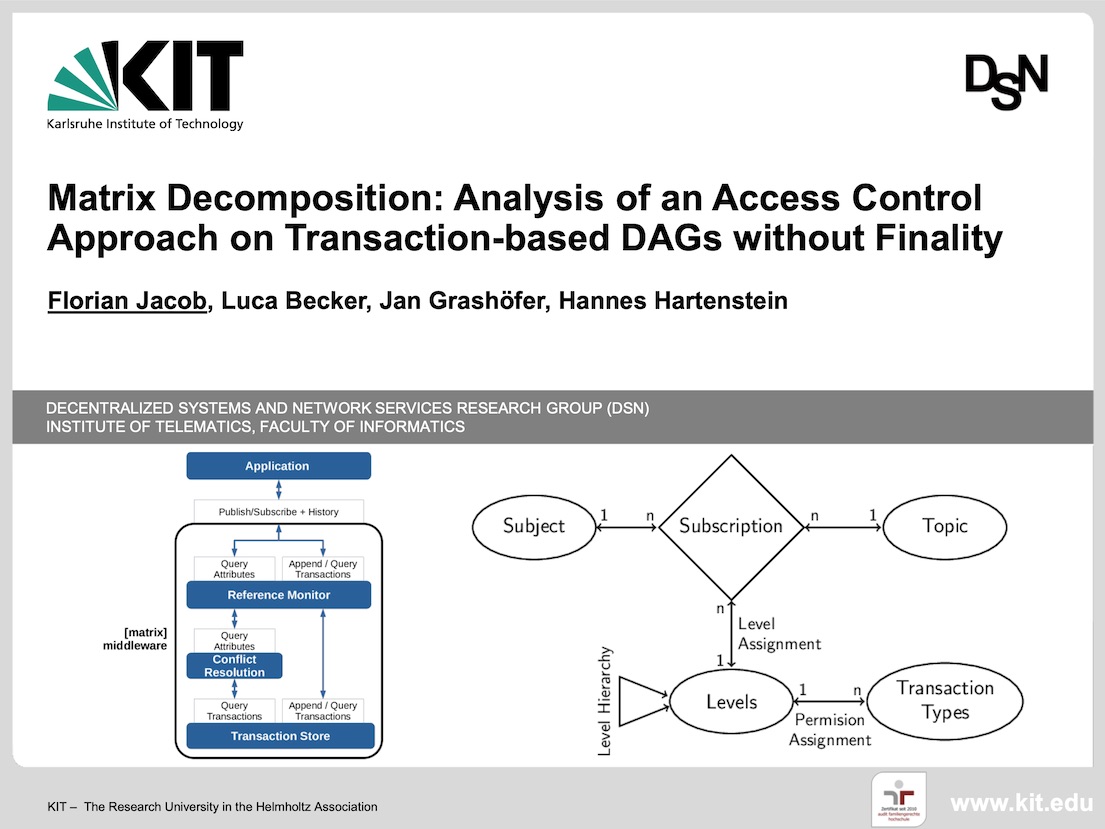 KIT
Karlsruhe Institute of Technology
DSN
Matrix Decomposition: Analysis of an Access Control
Approach on Transaction-based DAGs without Finality
Florian Jacob, Luca Becker, Jan Grashöfer, Hannes Hartenstein
DECENTRALIZED SYSTEMS AND NETWORK SERVICES RESEARCH GROUP (DSN)
INSTITUTE OF TELEMATICS, FACULTY OF INFORMATICS
Application
Publish/Subscribe + History
Query
Attributes
Append / Query
Transactions
Reference Monitor
[matrix]
middleware
Query
Attributes
Conflict
Resolution
Query
Transactions
Append / Query
Transactions
Transaction Store
Subject
1
n
Subscription
n
1
Topic
n
Level
Assignment
1
Level Hierarchy
Levels
1
n
Permision
Assignment
Transaction
Types
KIT – The Research University in the Helmholtz Association
Zertifikat seit 2010
audit familiengerechte
hochschule
www.kit.edu